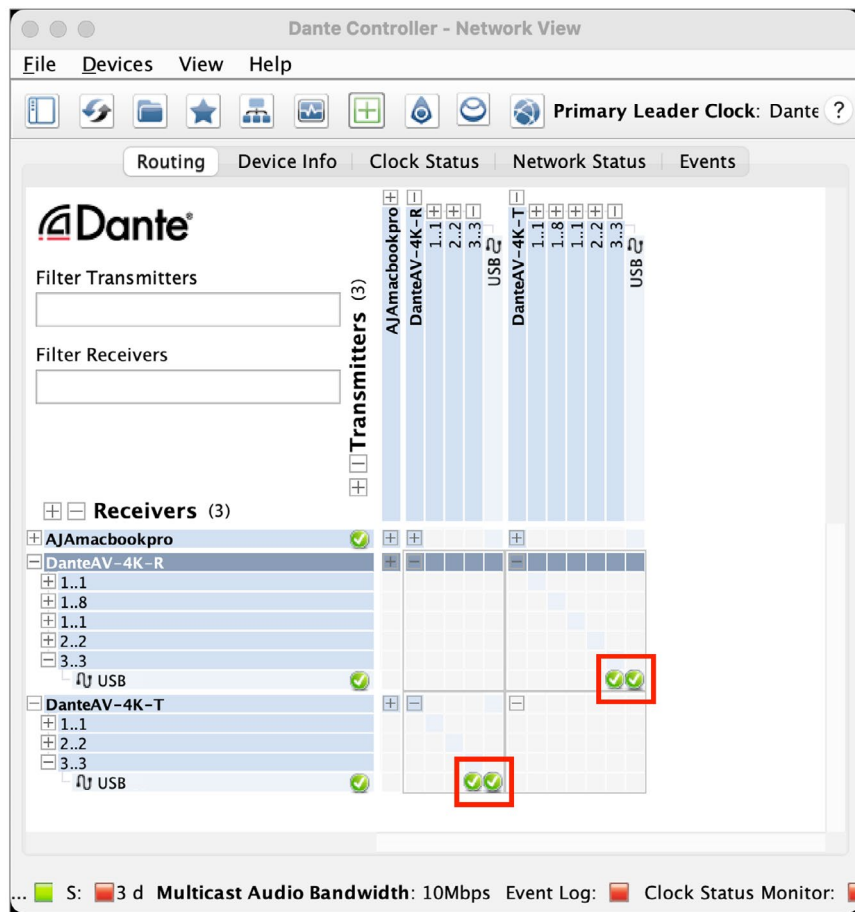 Dante Controller - Network View
File Devices View Help
Primary Leader Clock: Dante ?
Routing Device Info Clock Status Network Status Events
Dante®
Filter Transmitters
Filter Receivers
Transmitters (3)
AJAmacbookpro
DanteAV-4K-R
1..1
2..2
3..3
USB
DanteAV-4K-T
1..1
1..8
1..1
2..2
3..3
USB
Receivers (3)
AJAmacbookpro
DanteAV-4K-R
1..1
1..8
1..1
2..2
3..3
USB
DanteAV-4K-T
1..1
2..2
3..3
USB
... S: 3 d Multicast Audio Bandwidth: 10Mbps Event Log: Clock Status Monitor: